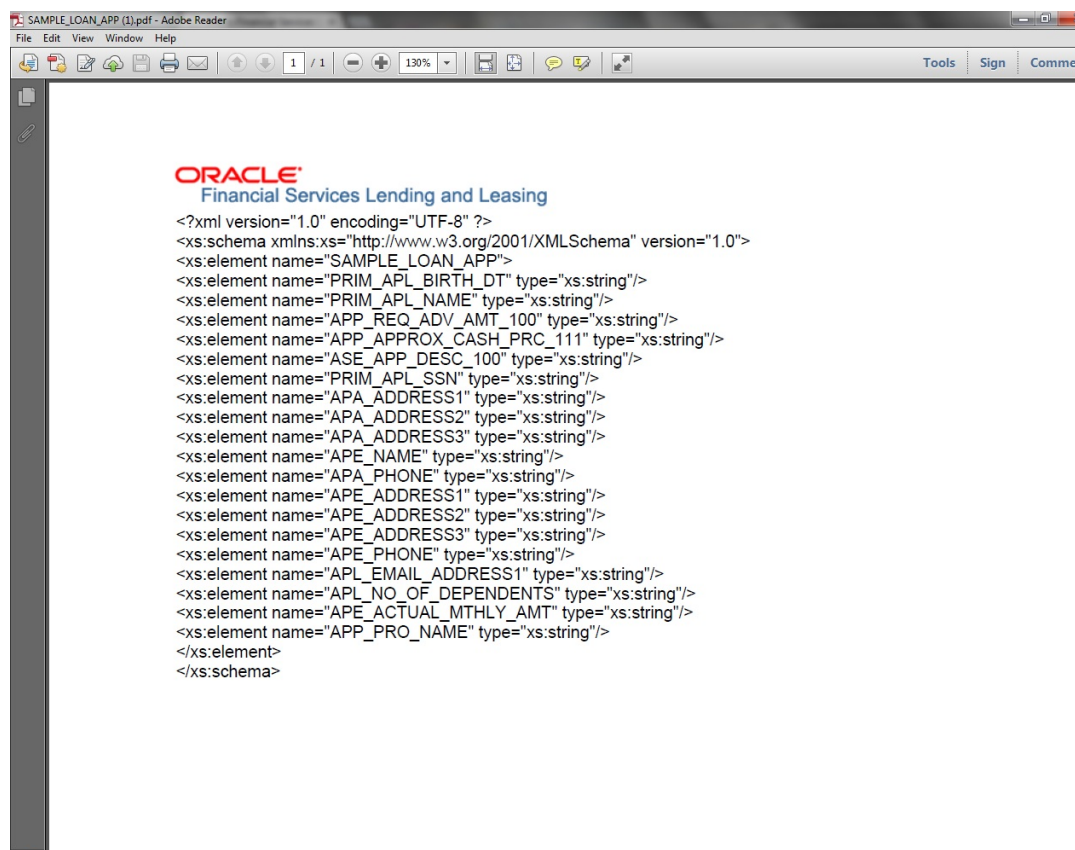 SAMPLE_LOAN_APP (1).pdf - Adobe Reader
File Edit View Window Help
1 / 1 130% Tools Sign Comme
ORACLE
Financial Services Lending and Leasing
<?xml version="1.0" encoding="UTF-8" ?>
<xs:schema xmlns:xs="http://www.w3.org/2001/XMLSchema" version="1.0">
<xs:element name="SAMPLE_LOAN_APP">
<xs:element name="PRIM_APL_BIRTH_DT" type="xs:string"/>
<xs:element name="PRIM_APL_NAME" type="xs:string"/>
<xs:element name="APP_REQ_ADV_AMT_100" type="xs:string"/>
<xs:element name="APP_APPROX_CASH_PRC_111" type="xs:string"/>
<xs:element name="ASE_APP_DESC_100" type="xs:string"/>
<xs:element name="PRIM_APL_SSN" type="xs:string"/>
<xs:element name="APA_ADDRESS1" type="xs:string"/>
<xs:element name="APA_ADDRESS2" type="xs:string"/>
<xs:element name="APA_ADDRESS3" type="xs:string"/>
<xs:element name="APE_NAME" type="xs:string"/>
<xs:element name="APA_PHONE" type="xs:string"/>
<xs:element name="APE_ADDRESS1" type="xs:string"/>
<xs:element name="APE_ADDRESS2" type="xs:string"/>
<xs:element name="APE_ADDRESS3" type="xs:string"/>
<xs:element name="APE_PHONE" type="xs:string"/>
<xs:element name="APL_EMAIL_ADDRESS1" type="xs:string"/>
<xs:element name="APL_NO_OF_DEPENDENTS" type="xs:string"/>
<xs:element name="APE_ACTUAL_MTHLY_AMT" type="xs:string"/>
<xs:element name="APP_PRO_NAME" type="xs:string"/>
</xs:element>
</xs:schema>